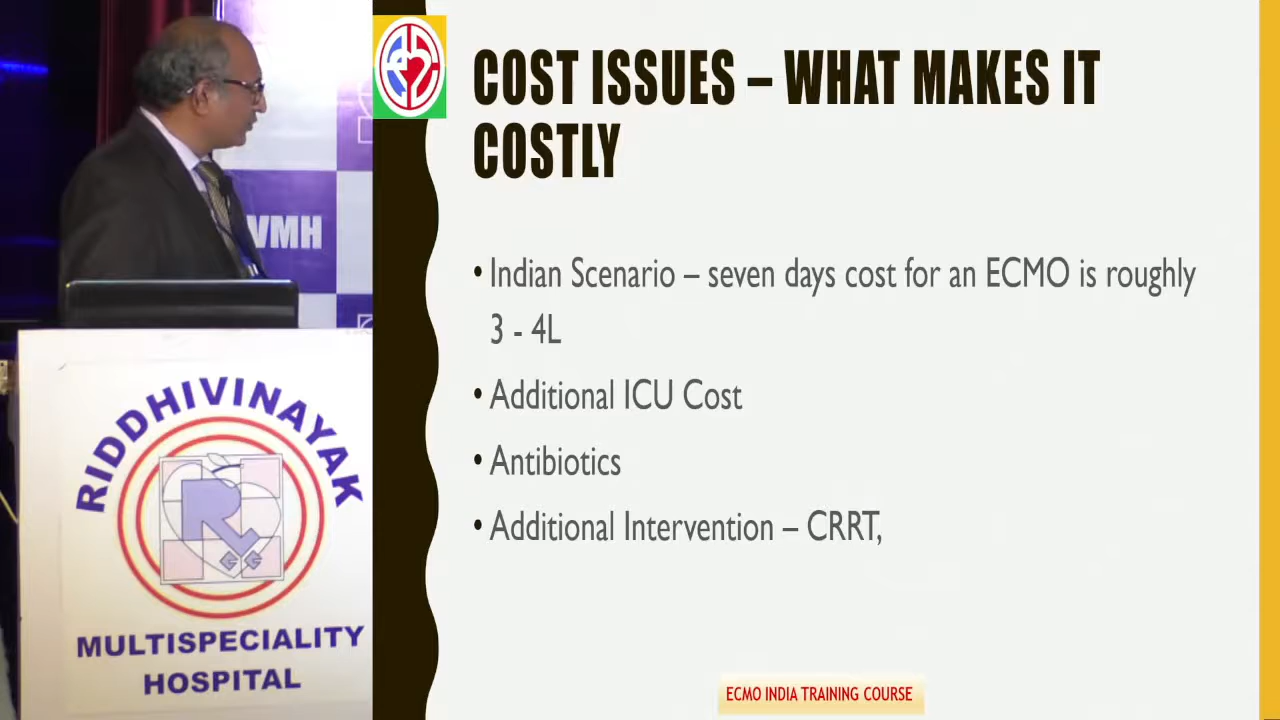 COST ISSUES – WHAT MAKES IT
COSTLY
• Indian Scenario – seven days cost for an ECMO is roughly
3 - 4L
• Additional ICU Cost
• Antibiotics
• Additional Intervention – CRRT,
ECMO INDIA TRAINING COURSE
VMH
RIDDHIVINAYAK
MULTISPECIALITY
HOSPITAL